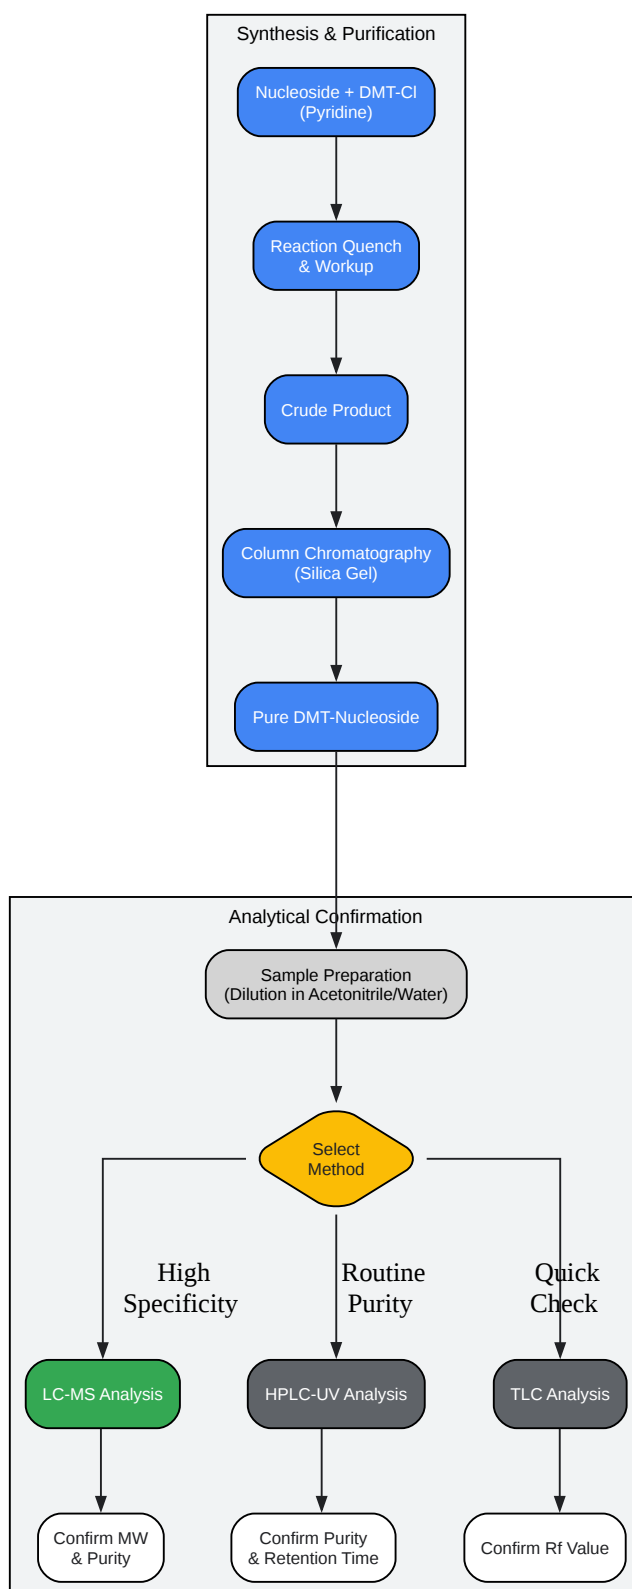 Synthesis & Purification
Nucleoside + DMT-Cl
(Pyridine)
Reaction Quench
& Workup
Crude Product
Column Chromatography
(Silica Gel)
Pure DMT-Nucleoside
Analytical Confirmation
Sample Preparation
(Dilution in Acetonitrile/Water)
Select
Method
High
Specificity
Routine
Purity
Quick
Check
LC-MS Analysis
HPLC-UV Analysis
TLC Analysis
Confirm MW
& Purity
Confirm Purity
& Retention Time
Confirm Rf Value